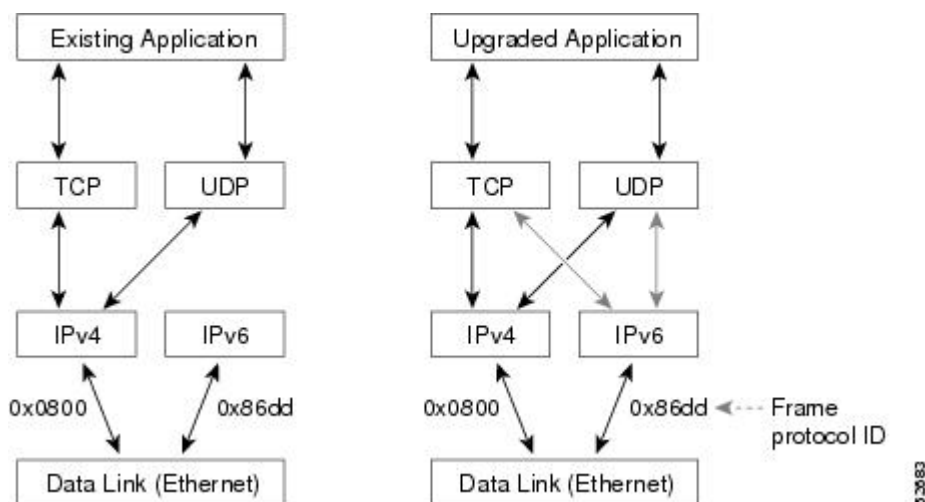 Existing Application
Upgraded Application
TCP
UDP
TCP
UDP
IPv4
IPv6
IPv4
IPv6
0x0800
0x86dd
0x0800
0x86dd
Frame
protocol ID
Data Link (Ethernet)
Data Link (Ethernet)
52683